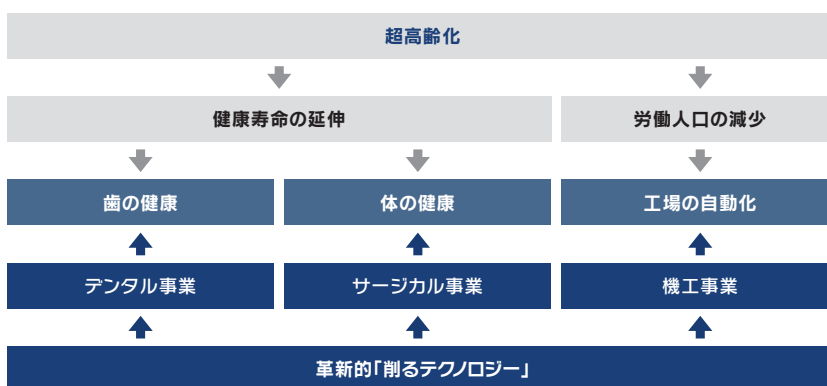 超高齢化
健康寿命の延伸
労働人口の減少
歯の健康
体の健康
工場の自動化
デンタル事業
サージカル事業
機工事業
革新的「削るテクノロジー」